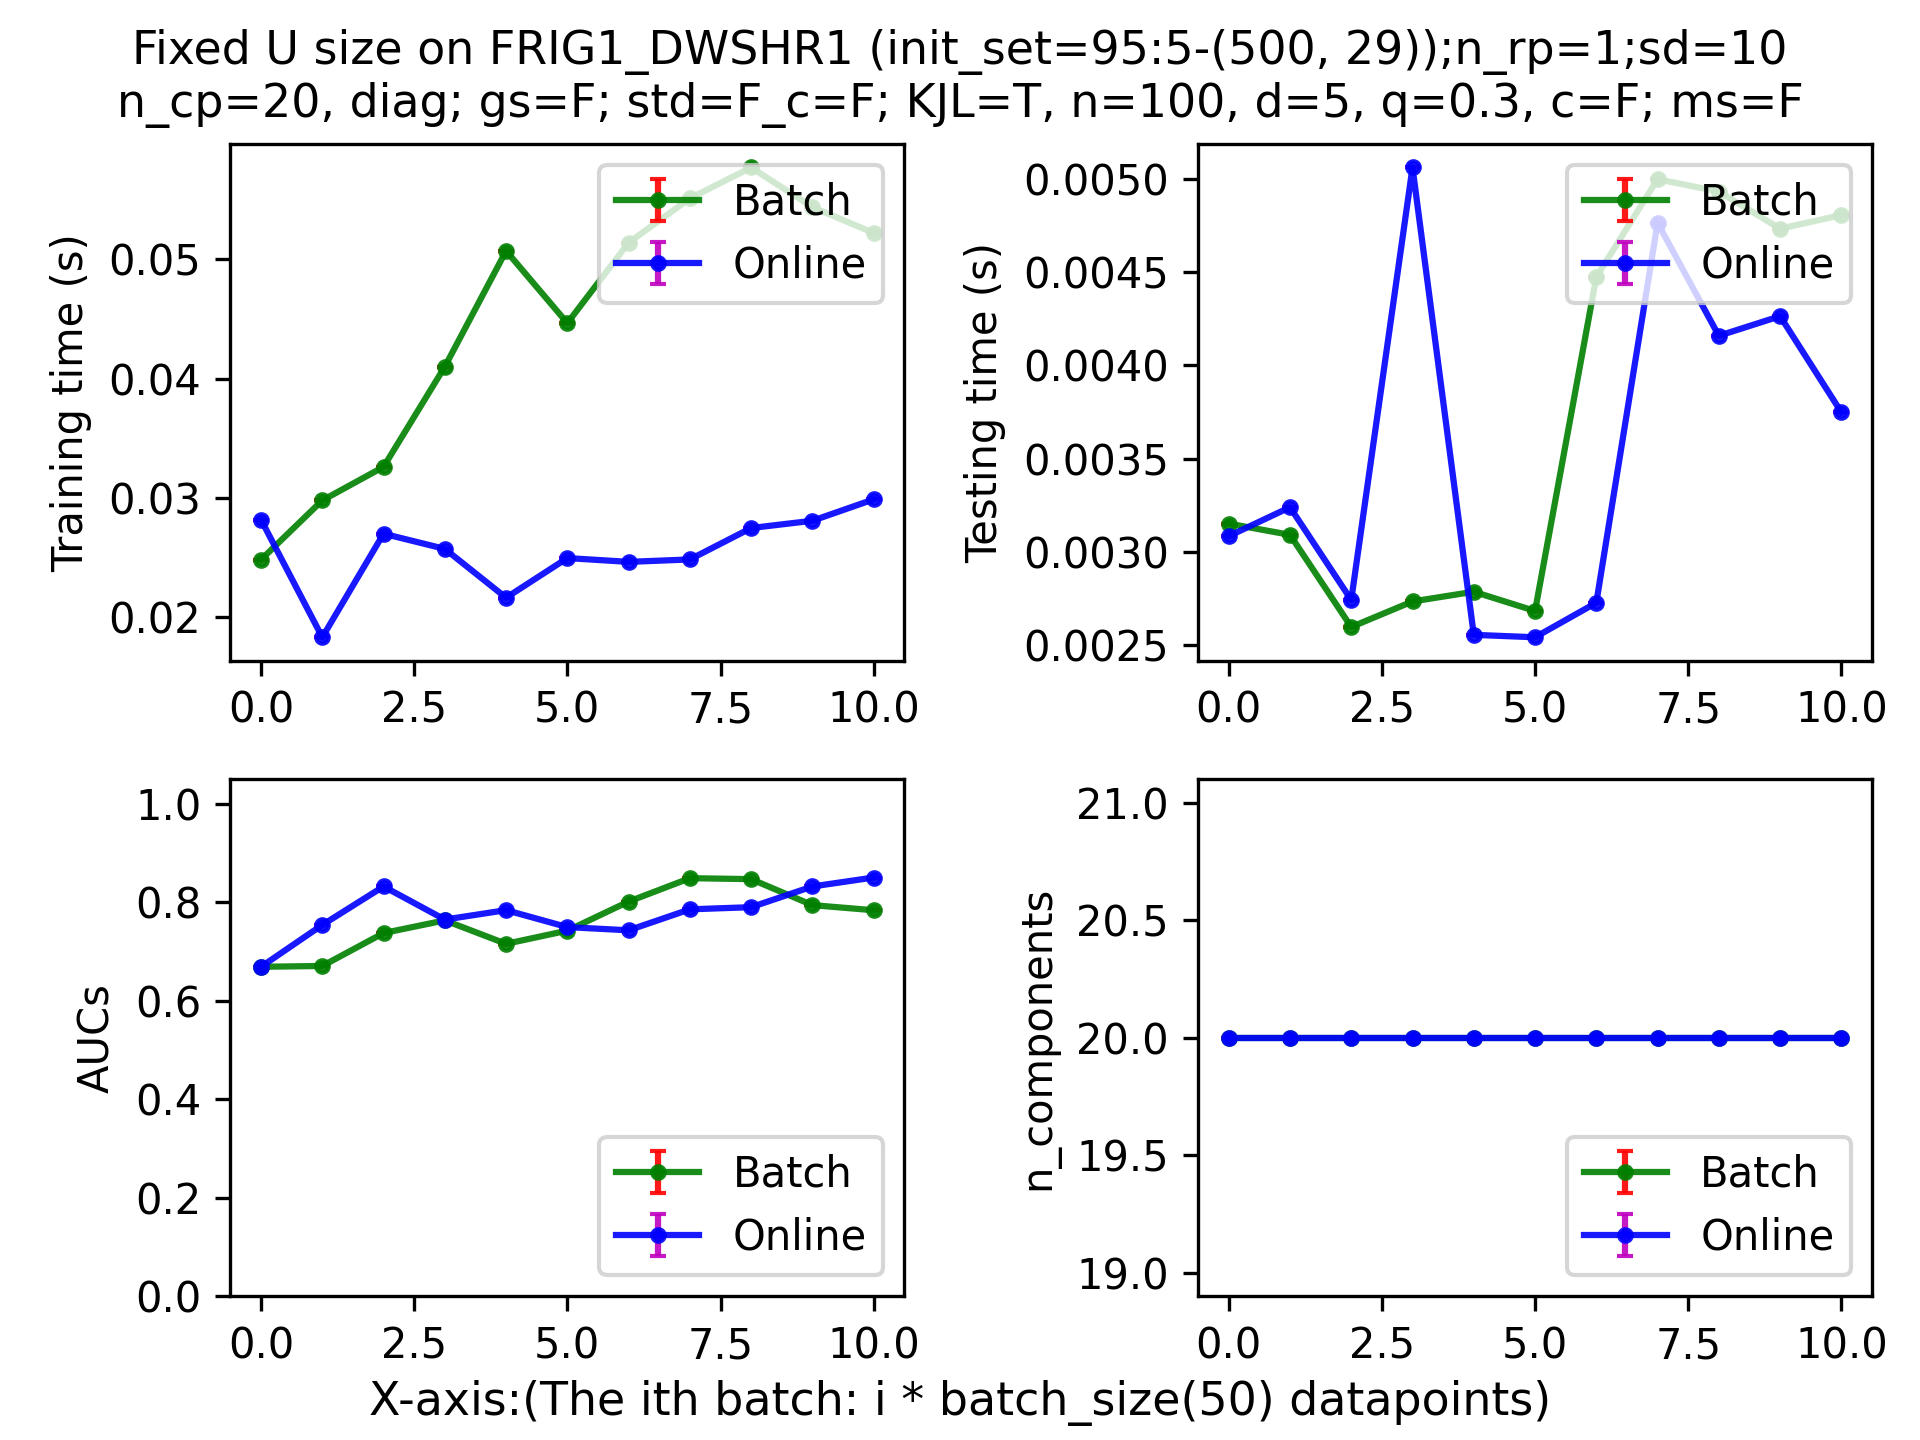 Fixed U size on FRIG1_DWSHR1 (init_set=95:5-(500, 29));n_rp=1;sd=10
n_cp=20, diag; gs=F; std=F_c=F; KJL=T, n=100, d=5, q=0.3, c=F; ms=F
Training time (s)
0.05
0.04
0.03
0.02
0.0 2.5 5.0 7.5 10.0
Batch
Online
Testing time (s)
0.0050
0.0045
0.0040
0.0035
0.0030
0.0025
0.0 2.5 5.0 7.5 10.0
Batch
Online
AUCs
1.0
0.8
0.6
0.4
0.2
0.0
0.0 2.5 5.0 7.5 10.0
Batch
Online
n_components
21.0
20.5
20.0
19.5
19.0
0.0 2.5 5.0 7.5 10.0
Batch
Online
X-axis:(The ith batch: i * batch_size(50) datapoints)